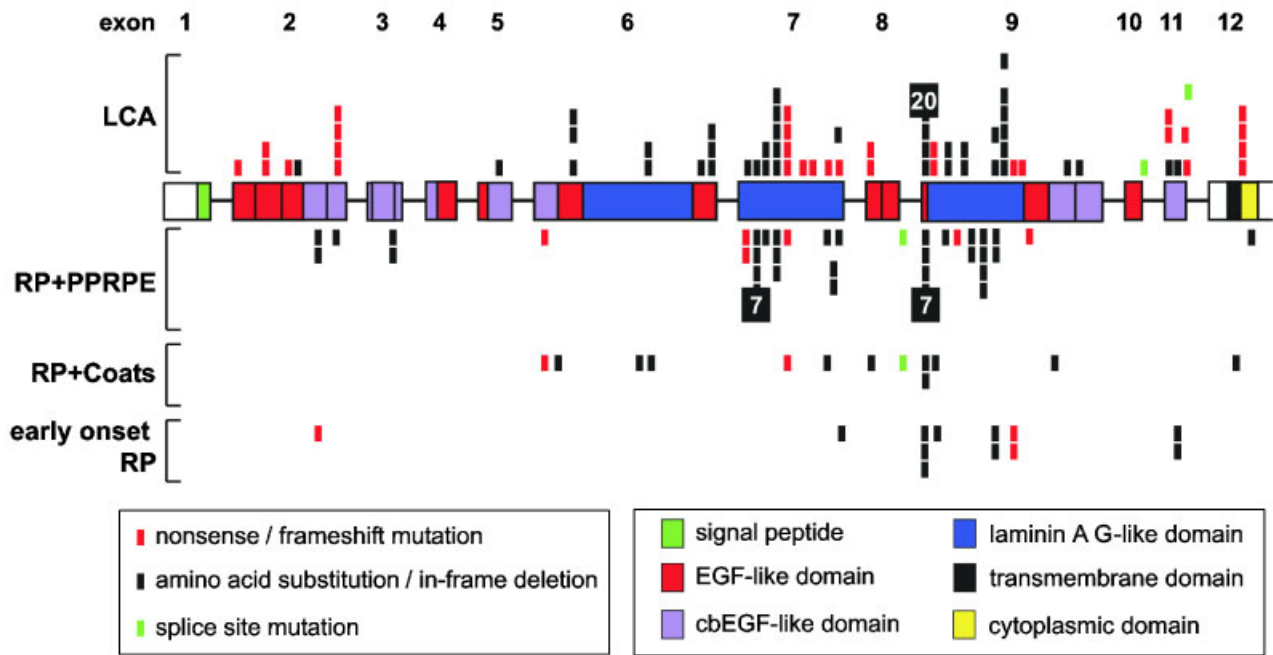 exon 1 2 3 4 5 6 7 8 9 10 11 12
LCA
20
RP+PPRPE
7 7
RP+Coats
early onset
RP
nonsense / frameshift mutation
amino acid substitution / in-frame deletion
splice site mutation
signal peptide
EGF-like domain
cbEGF-like domain
laminin A G-like domain
transmembrane domain
cytoplasmic domain